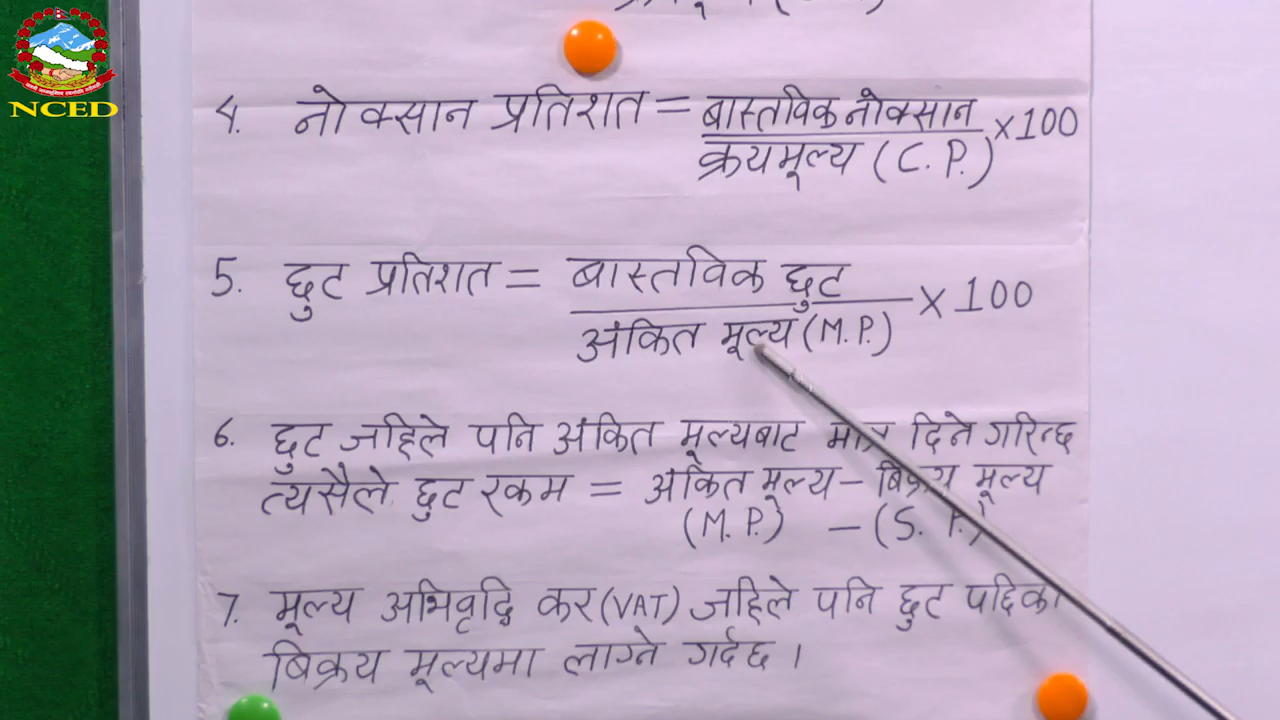 NCED
4. नोक्सान प्रतिशत = बास्तविक नोक्सान × 100
क्रयमूल्य (C. P.)
5. छुट प्रतिशत = बास्तविक छुट × 100
अंकित मूल्य (M. P.)
6. छुट जहिले पनि अंकित मूल्यबाट मात्र दिने गरिन्छ
त्यसैले छुट रकम = अंकित मूल्य - बिक्रय मूल्य
(M. P.) - (S. P.)
7. मूल्य अभिवृद्धि कर (VAT) जहिले पनि छुट पछिको
बिक्रय मूल्यमा लाग्ने गर्दछ ।